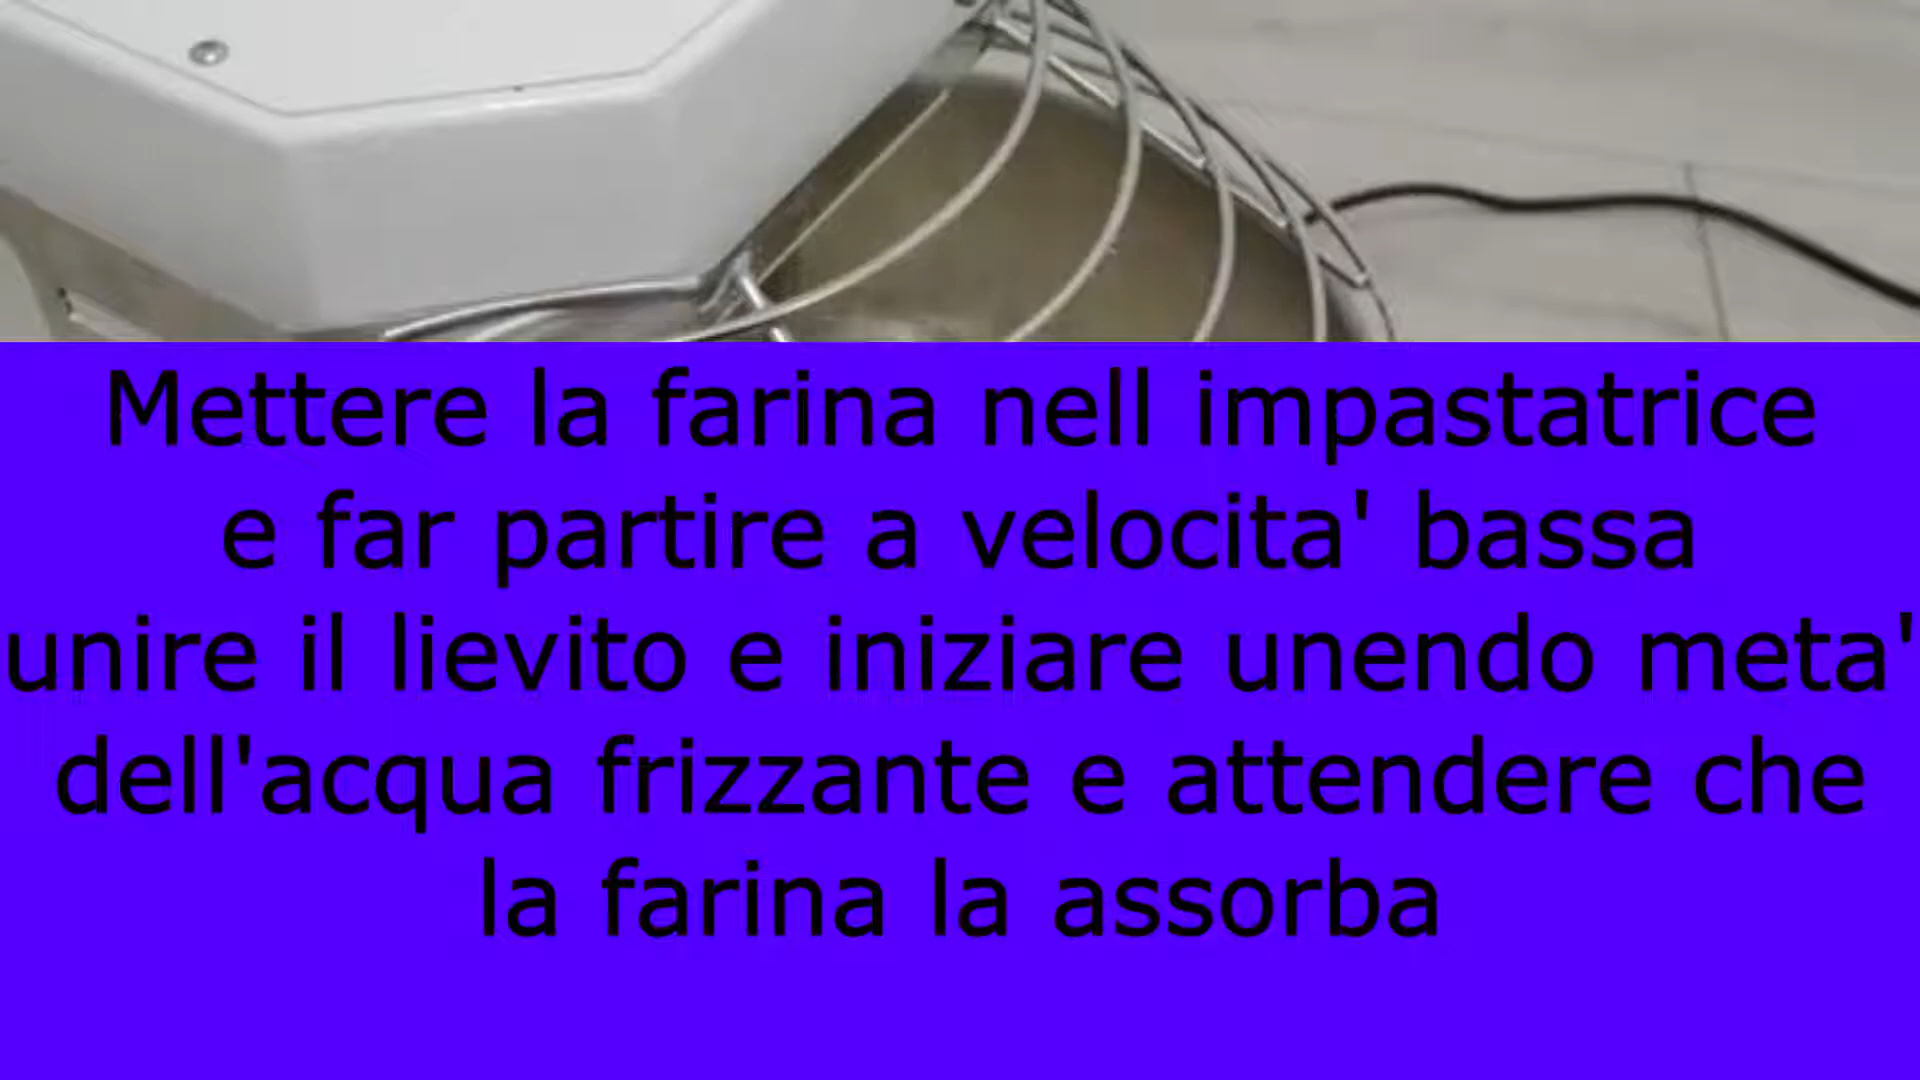 Mettere la farina nell impastatrice
e far partire a velocita' bassa
unire il lievito e iniziare unendo meta'
dell'acqua frizzante e attendere che
la farina la assorba